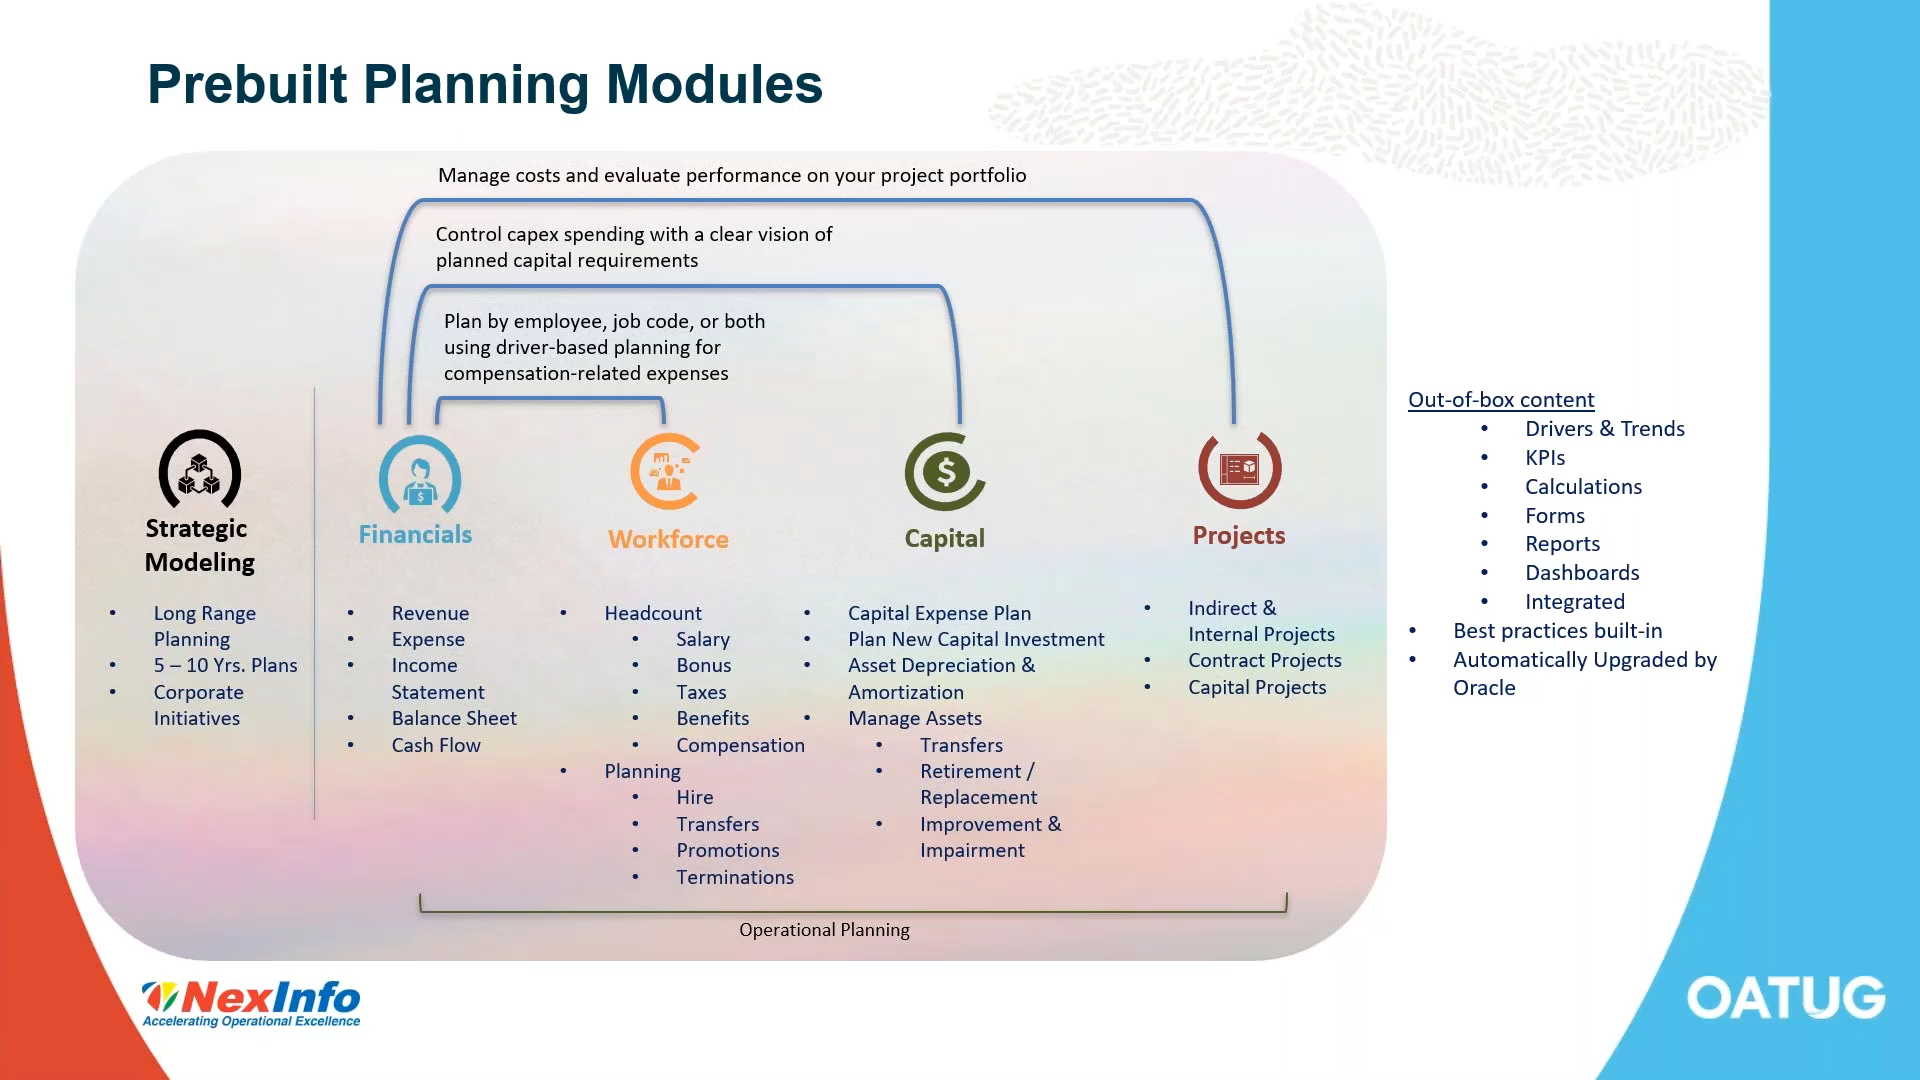 Prebuilt Planning Modules
Manage costs and evaluate performance on your project portfolio
Control capex spending with a clear vision of
planned capital requirements
Plan by employee, job code, or both
using driver-based planning for
compensation-related expenses
Strategic
Modeling
• Long Range
Planning
• 5 – 10 Yrs. Plans
• Corporate
Initiatives
Financials
• Revenue
• Expense
• Income
Statement
• Balance Sheet
• Cash Flow
Workforce
• Headcount
• Salary
• Bonus
• Taxes
• Benefits
• Compensation
• Planning
• Hire
• Transfers
• Promotions
• Terminations
Capital
• Capital Expense Plan
• Plan New Capital Investment
• Asset Depreciation &
Amortization
• Manage Assets
• Transfers
• Retirement /
Replacement
• Improvement &
Impairment
Projects
• Indirect &
Internal Projects
• Contract Projects
• Capital Projects
Operational Planning
Out-of-box content
• Drivers & Trends
• KPIs
• Calculations
• Forms
• Reports
• Dashboards
• Integrated
• Best practices built-in
• Automatically Upgraded by
Oracle
NexInfo
Accelerating Operational Excellence
OATUG